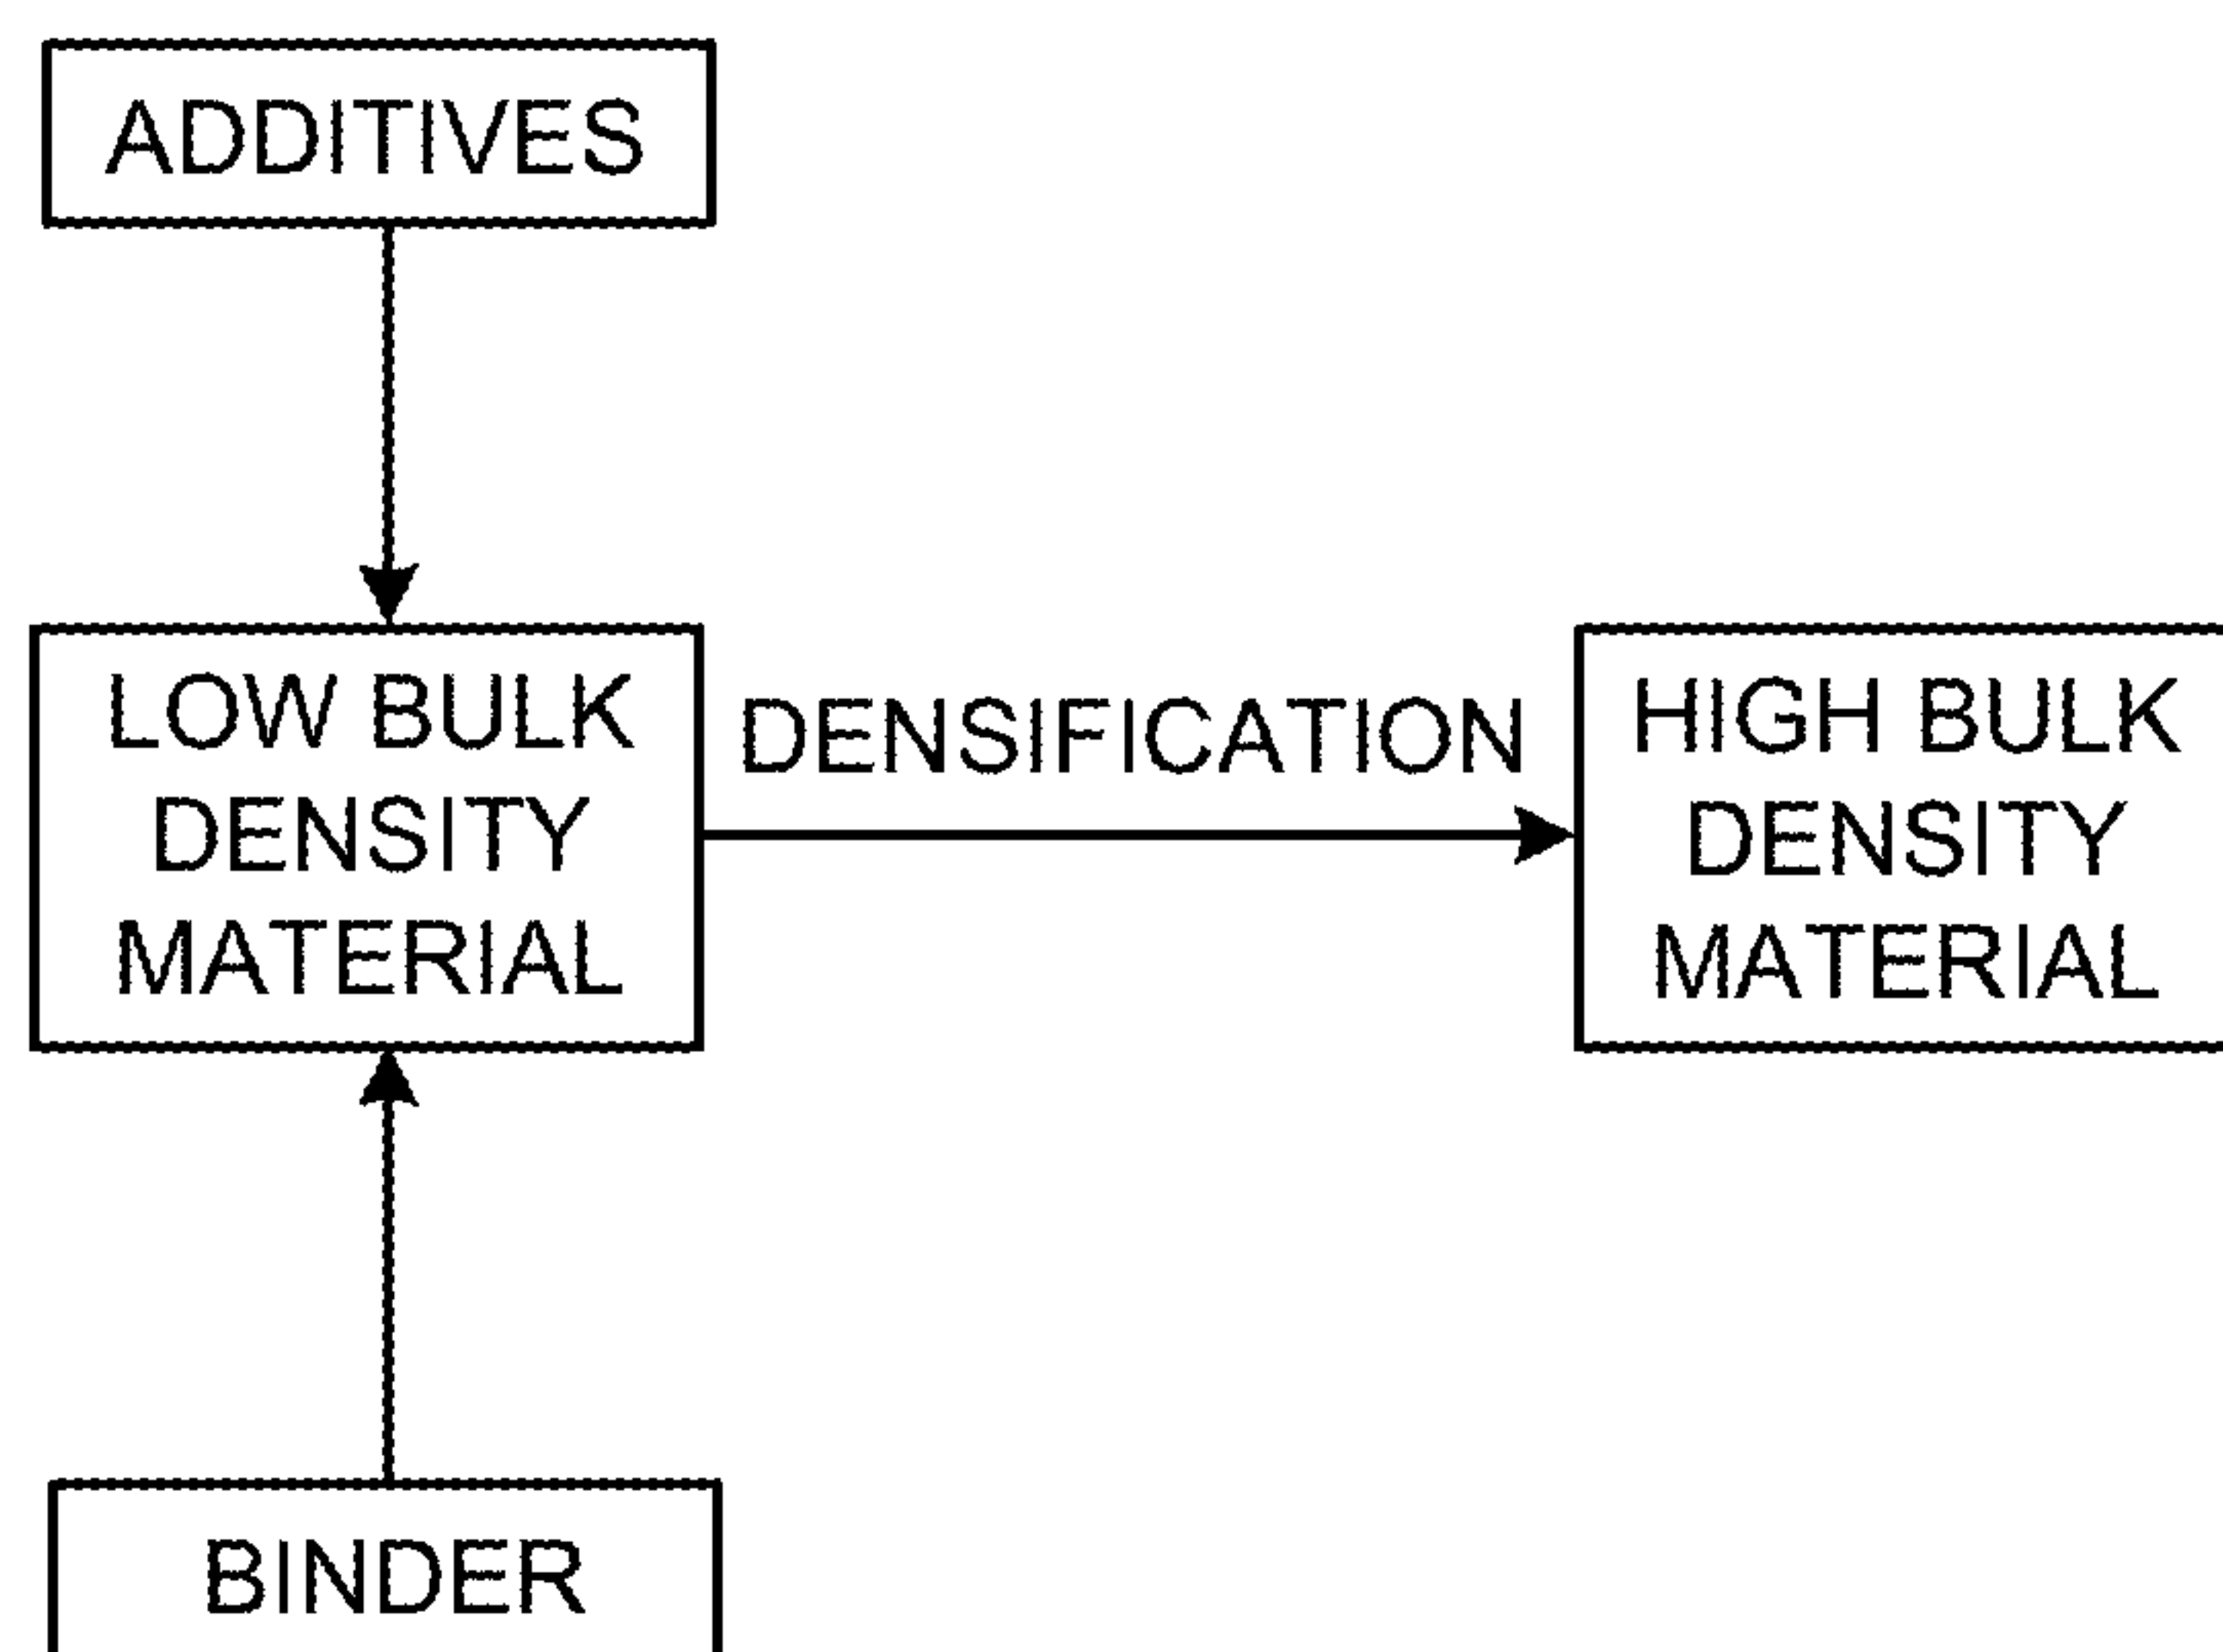 ADDITIVES
LOW BULK
DENSITY
MATERIAL
DENSIFICATION
HIGH BULK
DENSITY
MATERIAL
BINDER